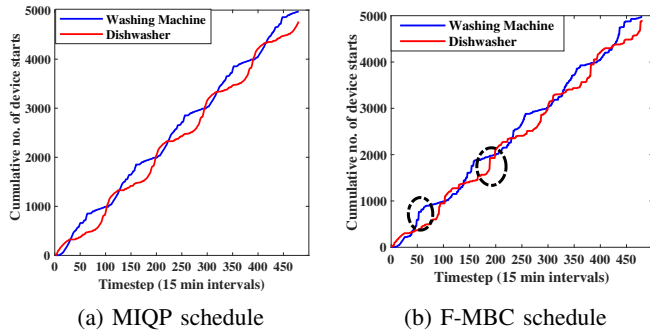 Washing Machine
Dishwasher
Cumulative no. of device starts
5000
4000
3000
2000
1000
0
0 50 100 150 200 250 300 350 400 450
Timestep (15 min intervals)
(a) MIQP schedule
Washing Machine
Dishwasher
Cumulative no. of device starts
5000
4000
3000
2000
1000
0
0 50 100 150 200 250 300 350 400 450
Timestep (15 min intervals)
(b) F-MBC schedule